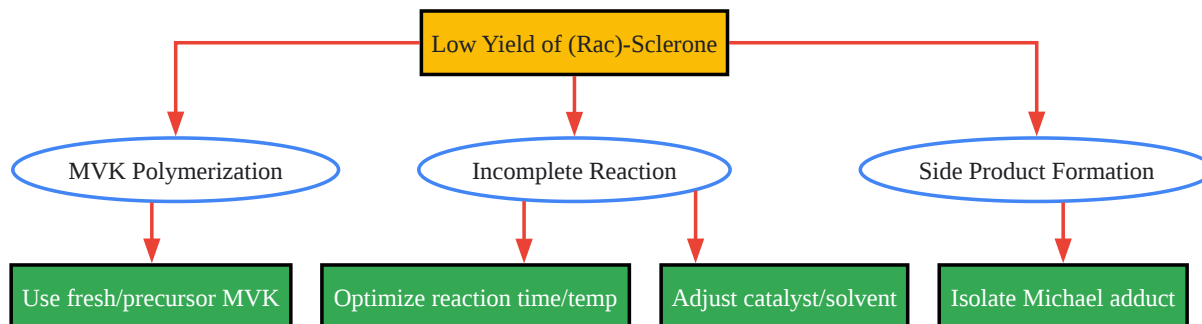 Low Yield of (Rac)-Sclerone
MVK Polymerization
Incomplete Reaction
Side Product Formation
Use fresh/precursor MVK
Optimize reaction time/temp
Adjust catalyst/solvent
Isolate Michael adduct